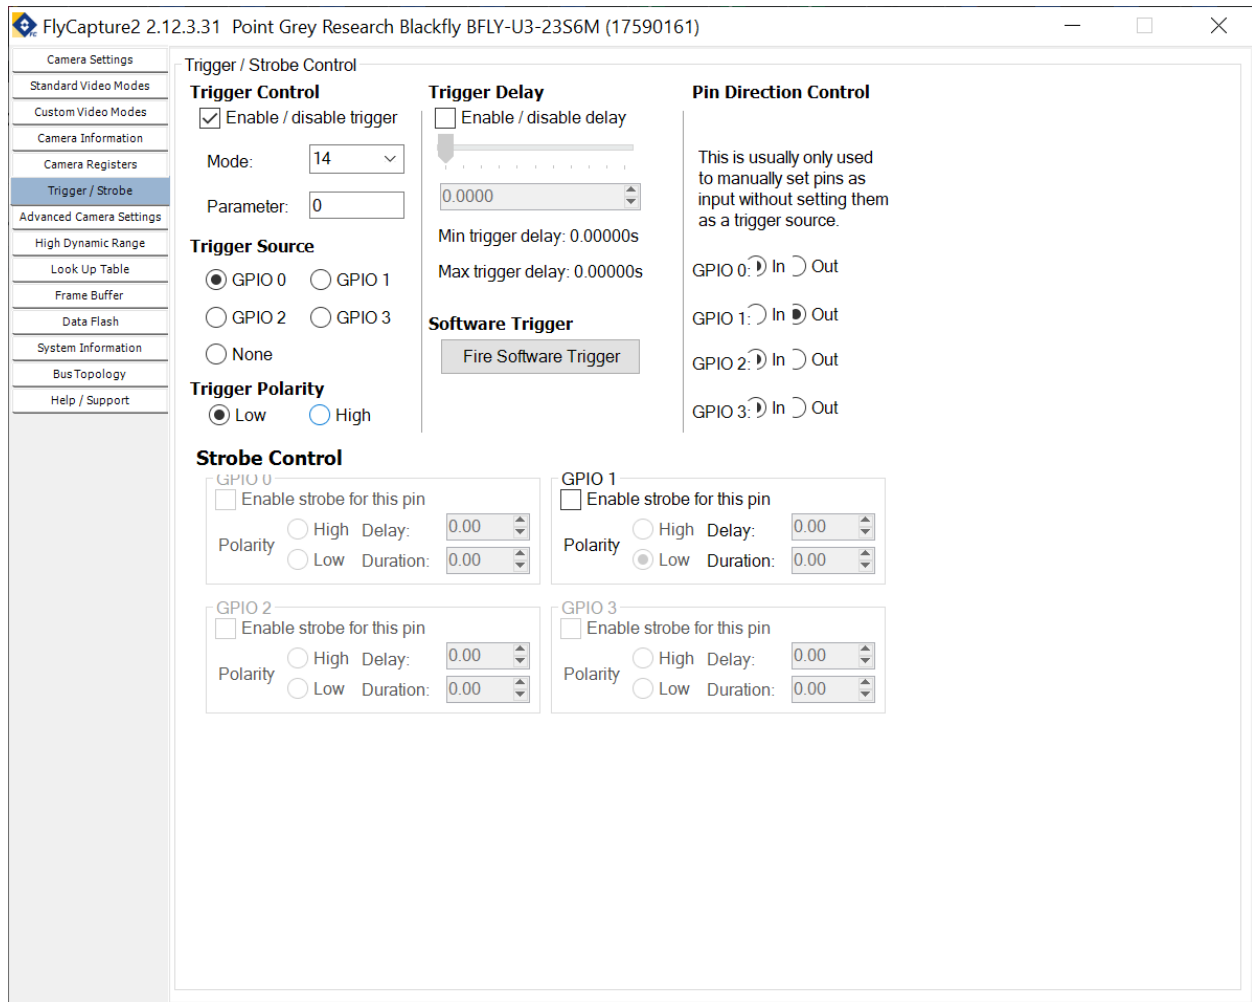 FlyCapture2 2.12.3.31 Point Grey Research Blackfly BFLY-U3-23S6M (17590161)
Camera Settings
Standard Video Modes
Custom Video Modes
Camera Information
Camera Registers
Trigger / Strobe
Advanced Camera Settings
High Dynamic Range
Look Up Table
Frame Buffer
Data Flash
System Information
Bus Topology
Help / Support
Trigger / Strobe Control
Trigger Control
Enable / disable trigger
Mode: 14
Parameter: 0
Trigger Source
GPIO 0 GPIO 1
GPIO 2 GPIO 3
None
Trigger Polarity
Low High
Trigger Delay
Enable / disable delay
0.0000
Min trigger delay: 0.00000s
Max trigger delay: 0.00000s
Software Trigger
Fire Software Trigger
Pin Direction Control
This is usually only used
to manually set pins as
input without setting them
as a trigger source.
GPIO 0: In Out
GPIO 1: In Out
GPIO 2: In Out
GPIO 3: In Out
Strobe Control
GPIO 0
Enable strobe for this pin
Polarity
High Delay: 0.00
Low Duration: 0.00
GPIO 1
Enable strobe for this pin
Polarity
High Delay: 0.00
Low Duration: 0.00
GPIO 2
Enable strobe for this pin
Polarity
High Delay: 0.00
Low Duration: 0.00
GPIO 3
Enable strobe for this pin
Polarity
High Delay: 0.00
Low Duration: 0.00